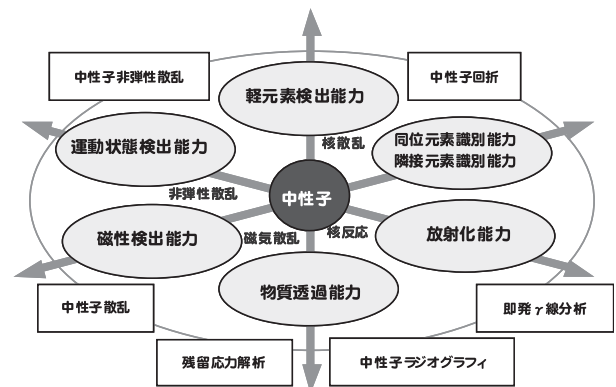 中性子非弾性散乱
中性子回折
軽元素検出能力
運動状態検出能力
核散乱
同位元素識別能力
隣接元素識別能力
非弾性散乱
中性子
磁性検出能力
磁気散乱
核反応
放射化能力
物質透過能力
中性子散乱
即発γ線分析
残留応力解析
中性子ラジオグラフィ